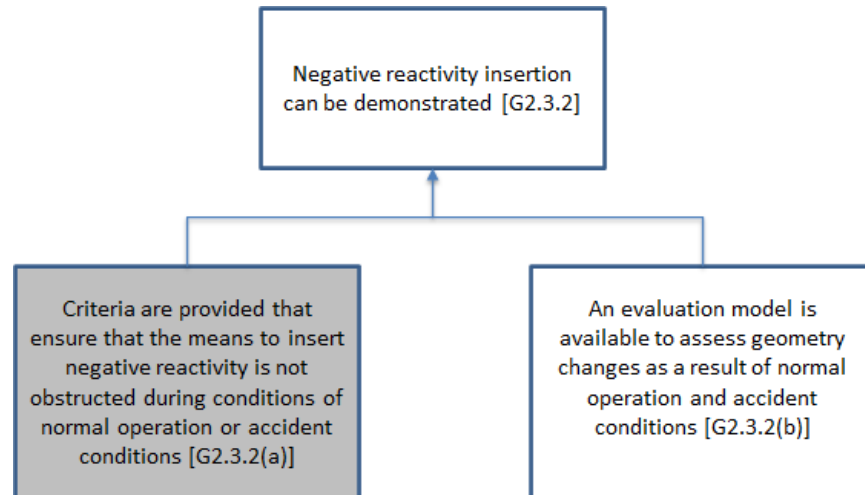 Negative reactivity insertion
can be demonstrated [G2.3.2]
Criteria are provided that
ensure that the means to insert
negative reactivity is not
obstructed during conditions of
normal operation or accident
conditions [G2.3.2(a)]
An evaluation model is
available to assess geometry
changes as a result of normal
operation and accident
conditions [G2.3.2(b)]